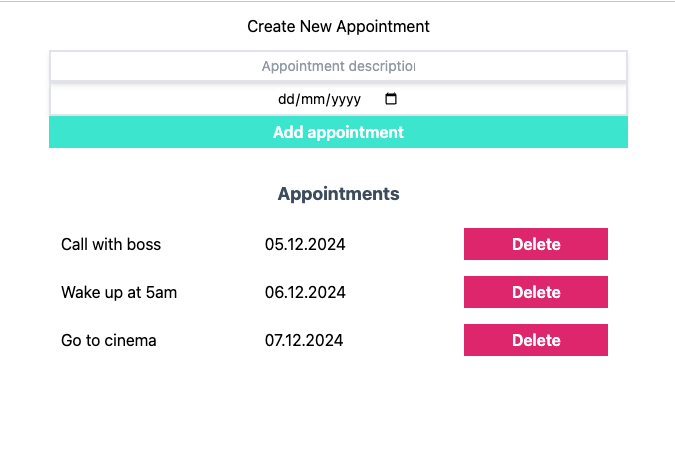 Create New Appointment
Appointment description
dd/mm/yyyy
Add appointment
Appointments
Call with boss 05.12.2024 Delete
Wake up at 5am 06.12.2024 Delete
Go to cinema 07.12.2024 Delete